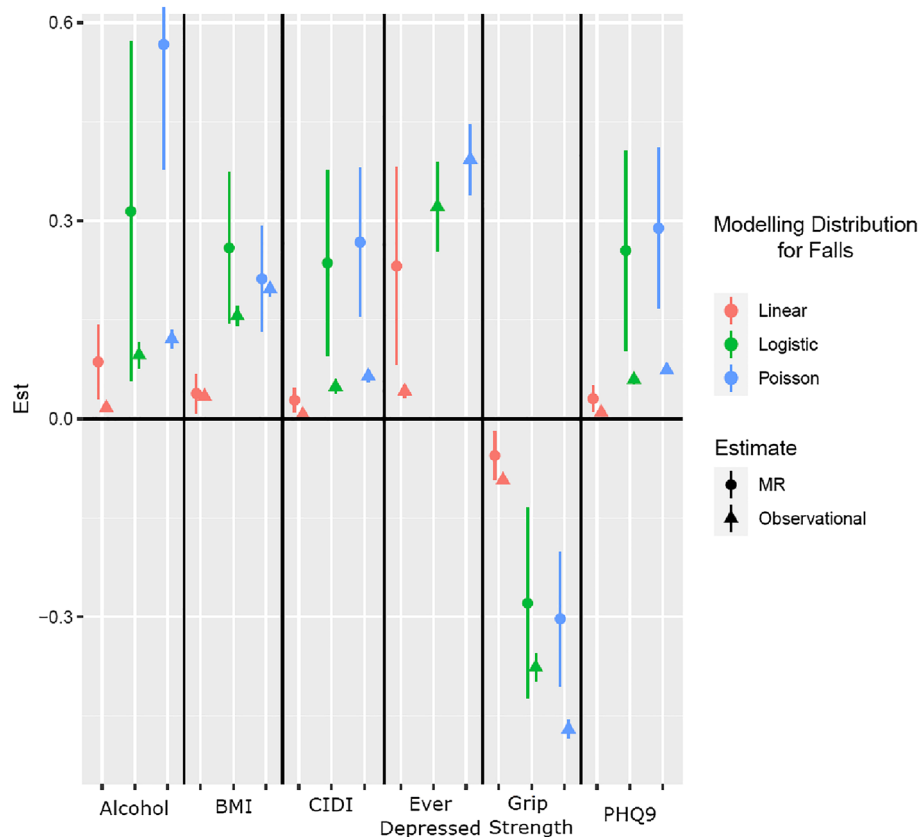 0.6
0.3
0.0
−0.3
Est
Alcohol
BMI
CIDI
Ever
Depressed
Grip
Strength
PHQ9
Modelling Distribution
for Falls
Linear
Logistic
Poisson
Estimate
MR
Observational